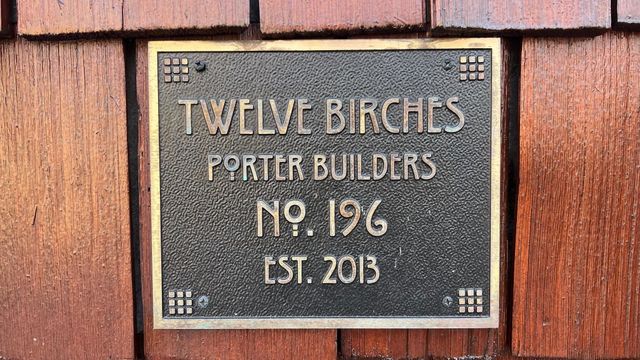 TWELVE BIRCHES
PORTER BUILDERS
No. 196
EST. 2013